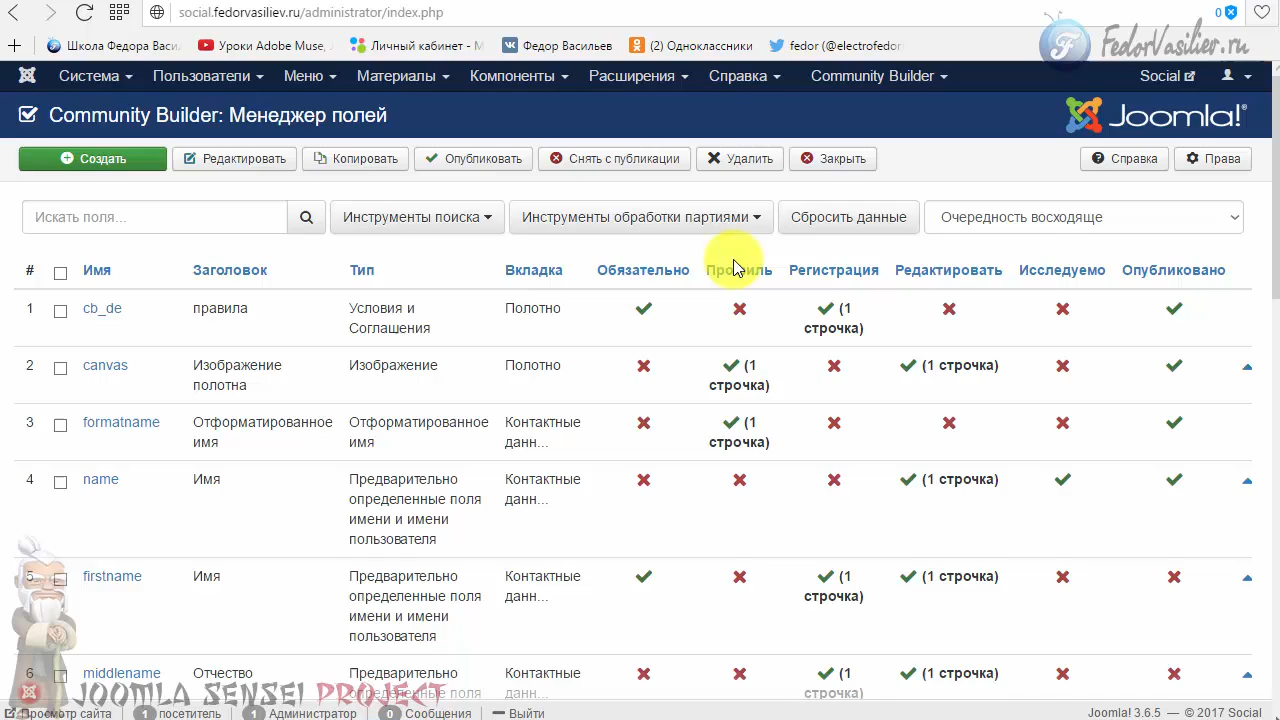 social.fedorvasiliev.ru/administrator/index.php
0
Школа Федора Васи.
Уроки Adobe Muse,
Личный кабинет - М
Федор Васильев
(2) Одноклассники
fedor (@electrofedor
FedorVasilier.ru
Система
Пользователи
Меню
Материалы
Компоненты
Расширения
Справка
Community Builder
Social
Community Builder: Менеджер полей
Joomla!®
Создать
Редактировать
Копировать
Опубликовать
Снять с публикации
Удалить
Закрыть
Справка
Права
Искать поля...
Инструменты поиска
Инструменты обработки партиями
Сбросить данные
Очередность восходяще
# Имя Заголовок Тип Вкладка Обязательно Профиль Регистрация Редактировать Исследуемо Опубликовано
1 cb_de правила Условия и Полотно (1
Соглашения строчка)
2 canvas Изображение Изображение Полотно (1 (1 строчка)
полотна строчка)
3 formatname Отформатированное Отформатированное Контактные (1
имя имя данн... строчка)
4 name Имя Предварительно Контактные (1 строчка)
определенные поля данн...
имени и имени
пользователя
5 firstname Имя Предварительно Контактные (1 (1 строчка)
определенные поля данн... строчка)
имени и имени
пользователя
6 middlename Отчество Предварительно Контактные (1 (1 строчка)
определенные поля данн... строчка)
JOOMLA SENSEI PROJECT
Просмотр сайта
1 посетитель
1 Администратор
0 Сообщения
Выйти
Joomla! 3.6.5 — © 2017 Social